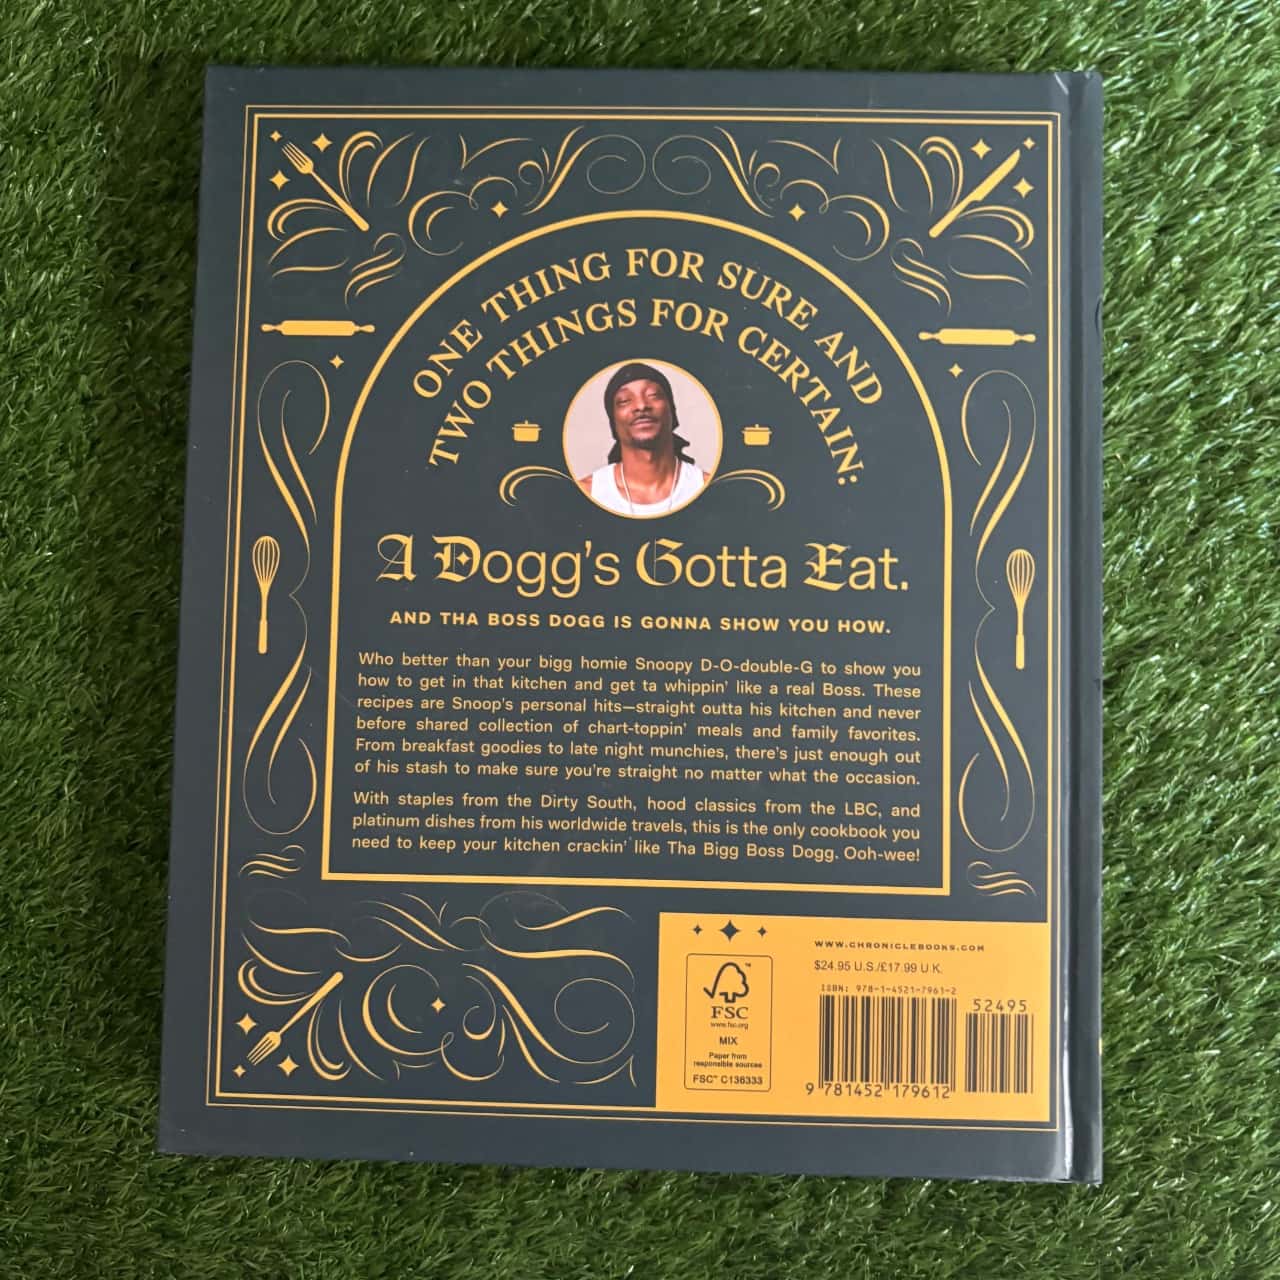 ONE THING FOR SURE AND
TWO THINGS FOR CERTAIN:
A Dogg's Gotta Eat.
AND THA BOSS DOGG IS GONNA SHOW YOU HOW.
Who better than your bigg homie Snoopy D-O-double-G to show you
how to get in that kitchen and get ta whippin' like a real Boss. These
recipes are Snoop's personal hits—straight outta his kitchen and never
before shared collection of chart-toppin' meals and family favorites.
From breakfast goodies to late night munchies, there's just enough out
of his stash to make sure you're straight no matter what the occasion.
With staples from the Dirty South, hood classics from the LBC, and
platinum dishes from his worldwide travels, this is the only cookbook you
need to keep your kitchen crackin' like Tha Bigg Boss Dogg. Ooh-wee!
WWW.CHRONICLEBOOKS.COM
$24.95 U.S./£17.99 U.K.
ISBN: 978-1-4521-7961-2
52495
9 781452 179612
TM
FSC
www.fsc.org
MIX
Paper from
responsible sources
FSC™ C136333